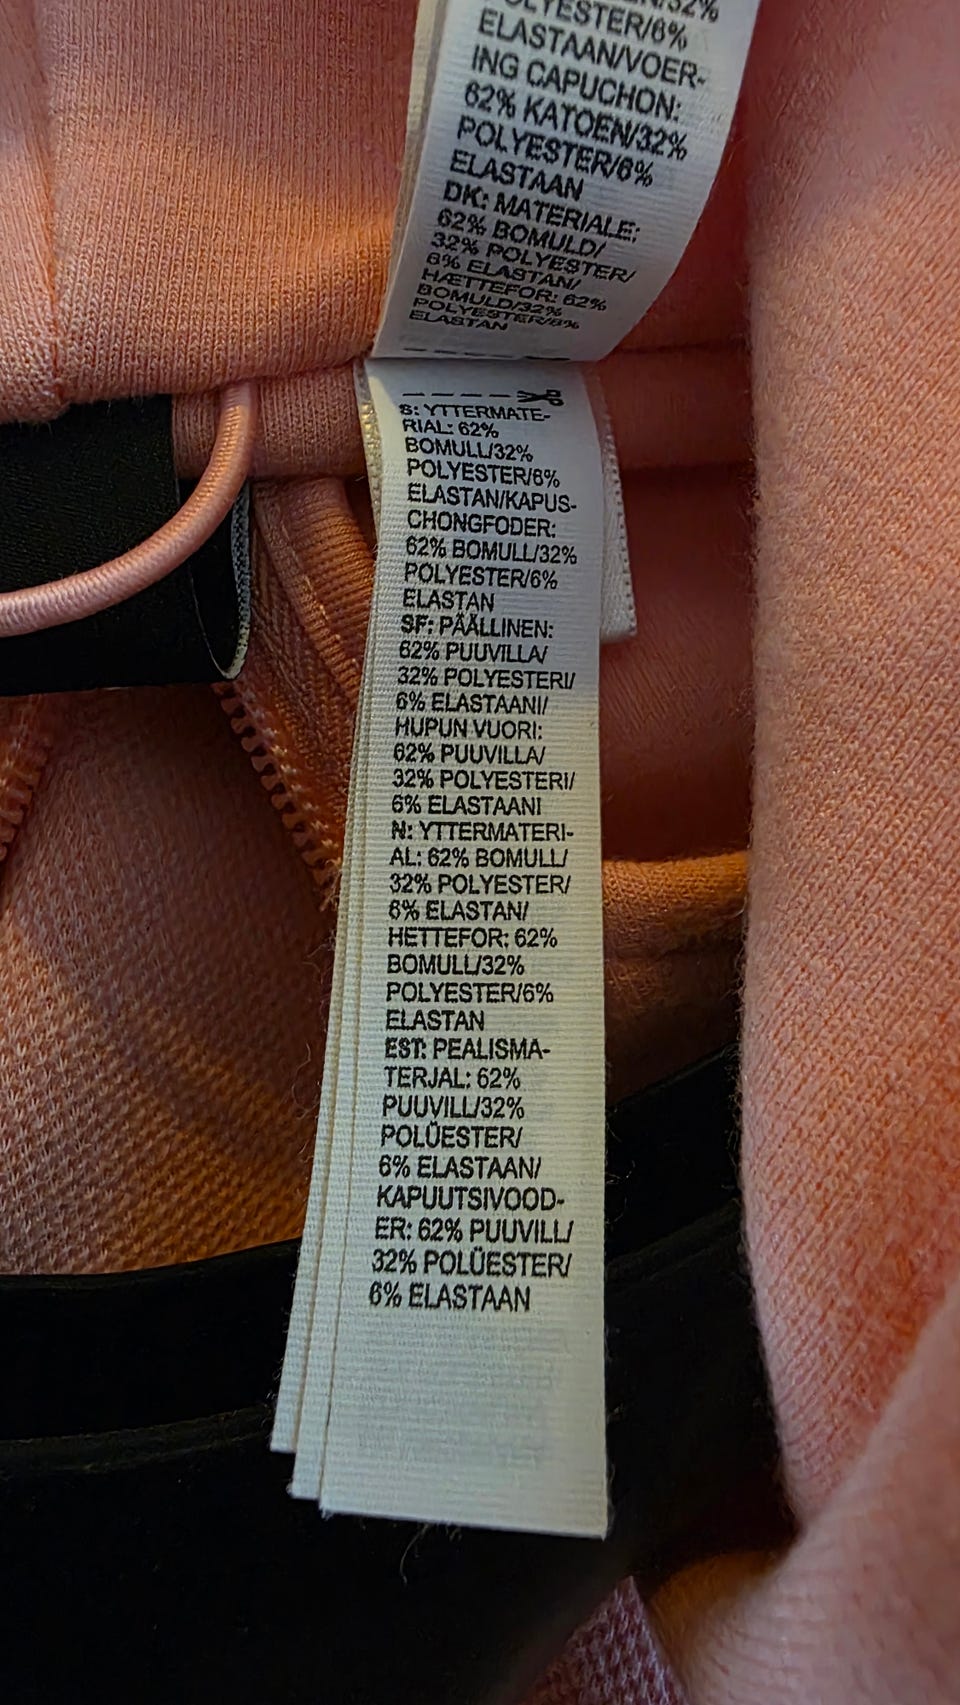 /32%
POLYESTER/6%
ELASTAAN/VOER-
ING CAPUCHON:
62% KATOEN/32%
POLYESTER/6%
ELASTAAN
DK: MATERIALE:
62% BOMULD/
32% POLYESTER/
6% ELASTAN/
HÆTTEFOR: 62%
BOMULD/32%
POLYESTER/6%
ELASTAN
S: YTTERMATE-
RIAL: 62%
BOMULL/32%
POLYESTER/6%
ELASTAN/KAPUS-
CHONGFODER:
62% BOMULL/32%
POLYESTER/6%
ELASTAN
SF: PÄÄLLINEN:
62% PUUVILLA/
32% POLYESTERI/
6% ELASTAANI/
HUPUN VUORI:
62% PUUVILLA/
32% POLYESTERI/
6% ELASTAANI
N: YTTERMATERI-
AL: 62% BOMULL/
32% POLYESTER/
6% ELASTAN/
HETTEFOR: 62%
BOMULL/32%
POLYESTER/6%
ELASTAN
EST: PEALISMA-
TERJAL: 62%
PUUVILL/32%
POLÜESTER/
6% ELASTAAN/
KAPUUTSIVOOD-
ER: 62% PUUVILL/
32% POLÜESTER/
6% ELASTAAN